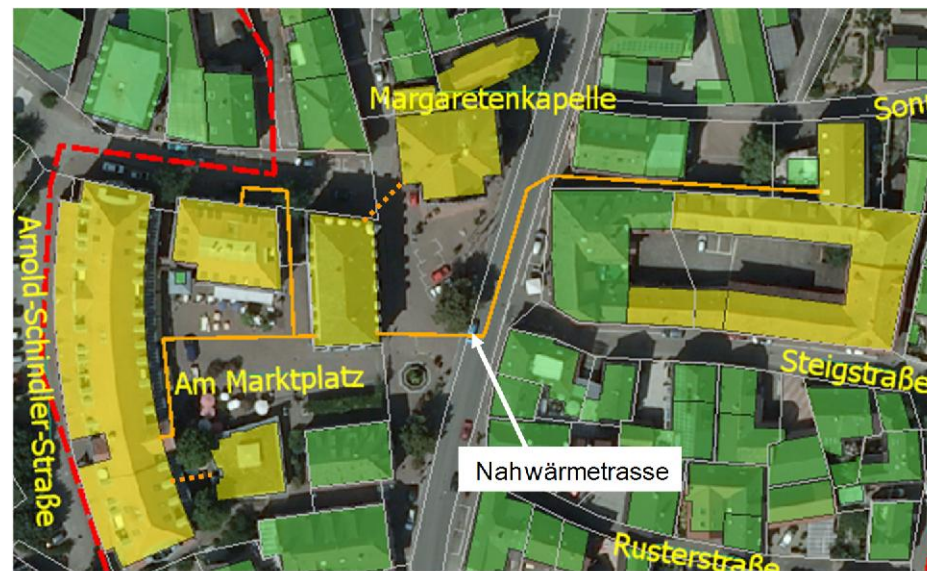 Margaretenkapelle
Arnold-Schindler-Straße
Am Marktplatz
Steigstraße
Nahwärmetrasse
Rusterstraße